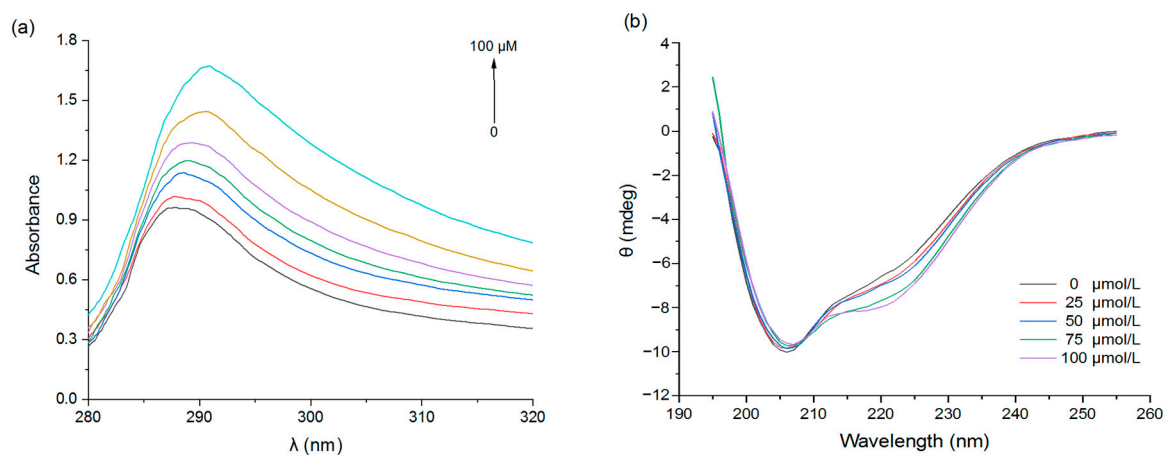 (a)
1.8
1.5
1.2
0.9
0.6
0.3
0.0
Absorbance
280 290 300 310 320
λ (nm)
100 μM
0
(b)
4
2
0
−2
−4
−6
−8
−10
−12
θ (mdeg)
190 200 210 220 230 240 250 260
Wavelength (nm)
0 μmol/L
25 μmol/L
50 μmol/L
75 μmol/L
100 μmol/L